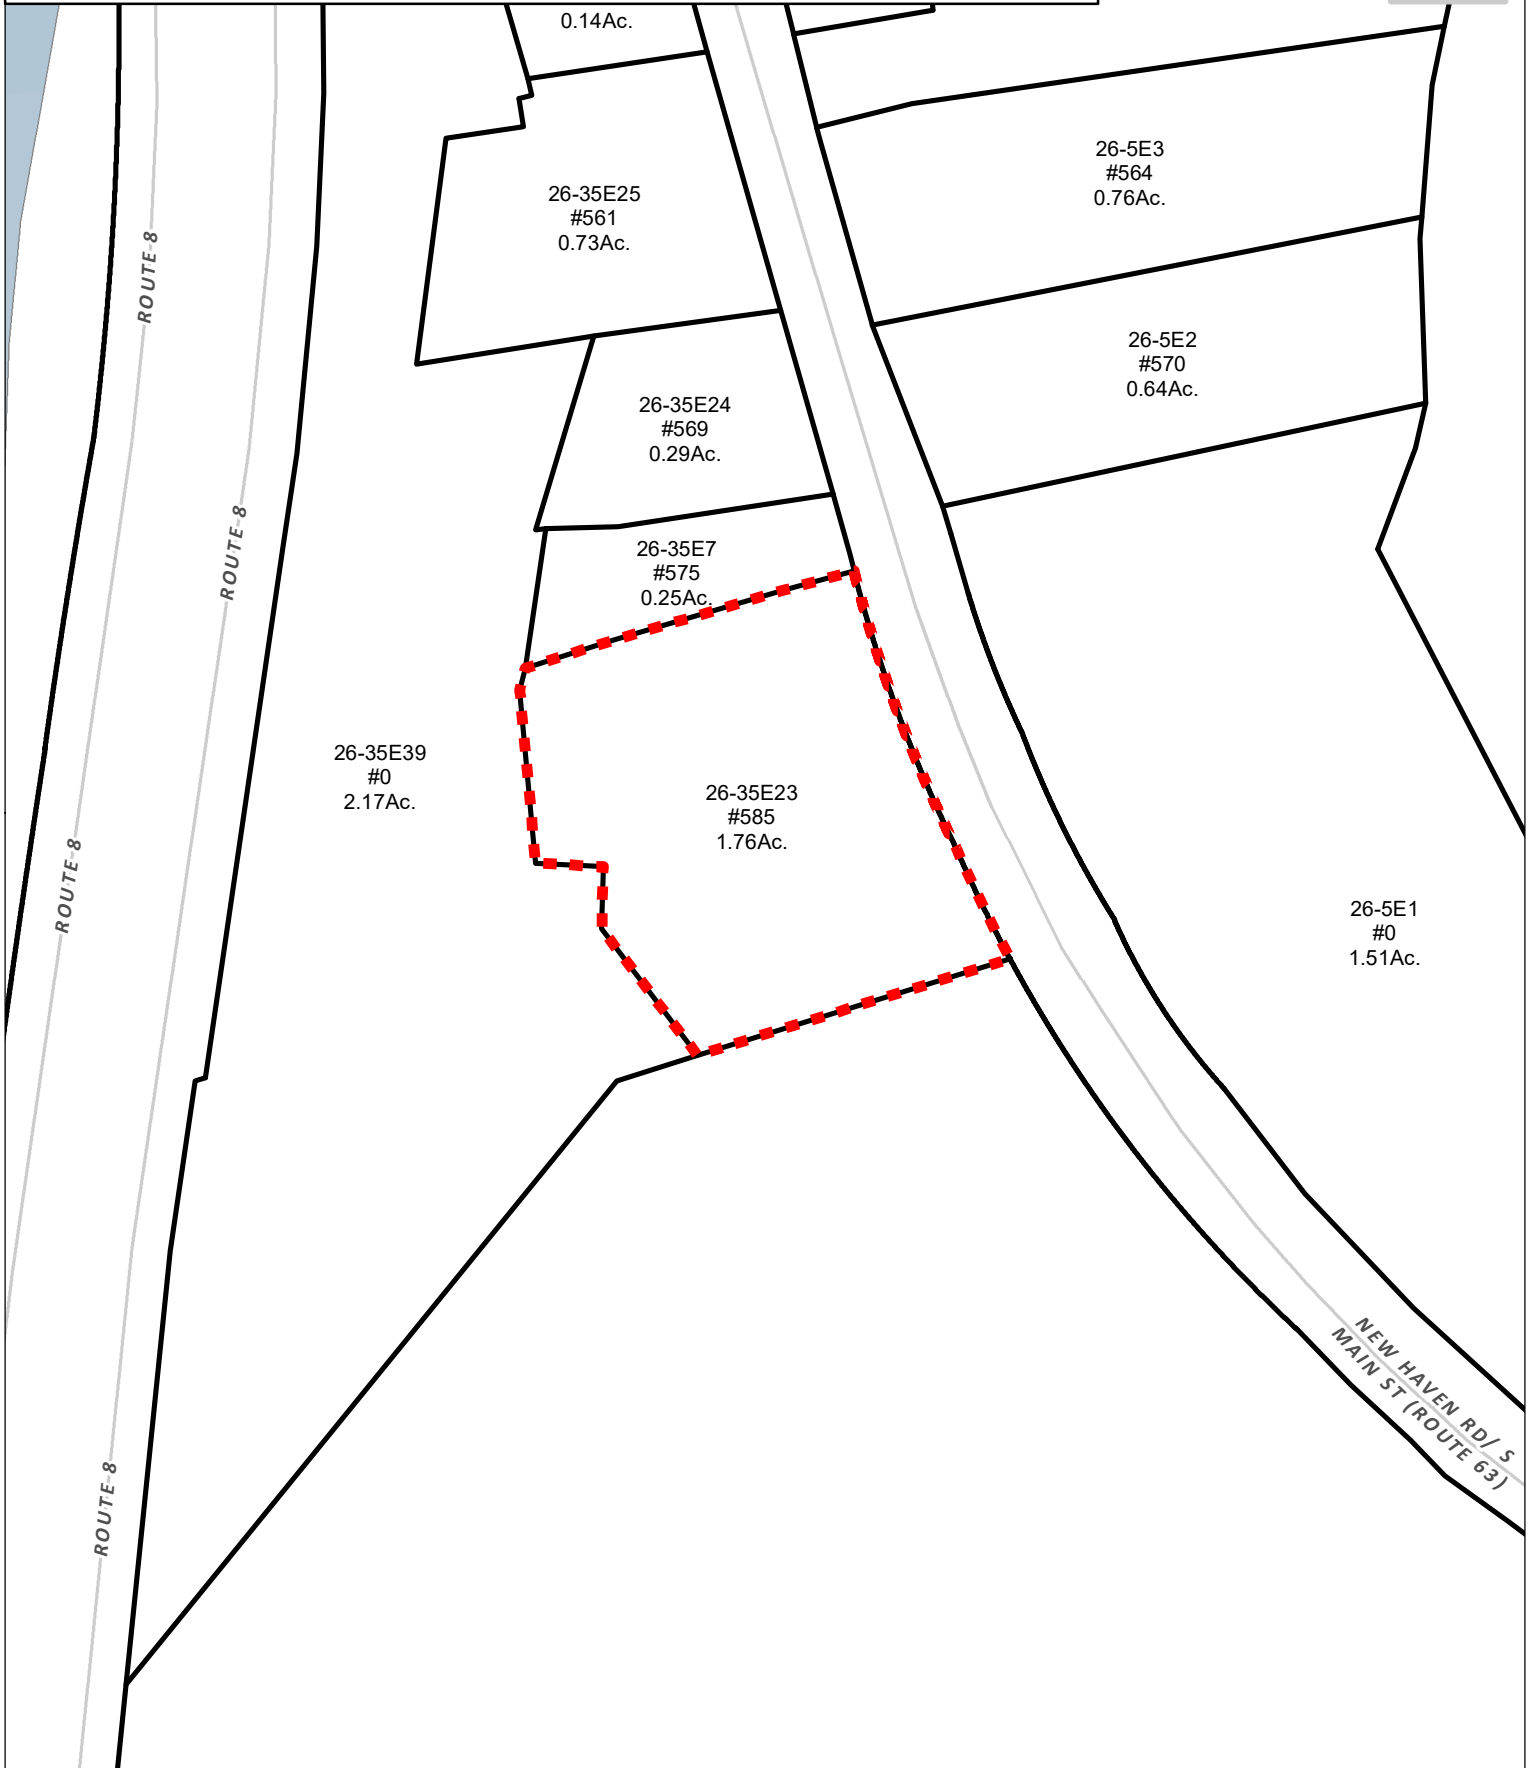 0.14Ac.
26-5E3
#564
0.76Ac.
26-35E25
#561
0.73Ac.
ROUTE 8
26-5E2
#570
0.64Ac.
26-35E24
#569
0.29Ac.
ROUTE 8
26-35E7
#575
0.25Ac.
26-35E39
#0
2.17Ac.
26-35E23
#585
1.76Ac.
ROUTE 8
26-5E1
#0
1.51Ac.
NEW HAVEN RD/ S
MAIN ST (ROUTE 63)
ROUTE 8